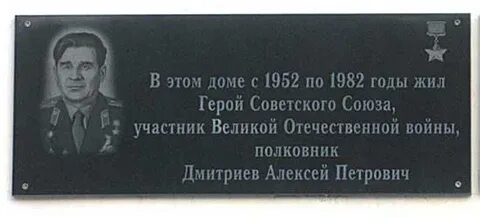 В этом доме с 1952 по 1982 годы жил
Герой Советского Союза,
участник Великой Отечественной войны,
полковник
Дмитриев Алексей Петрович